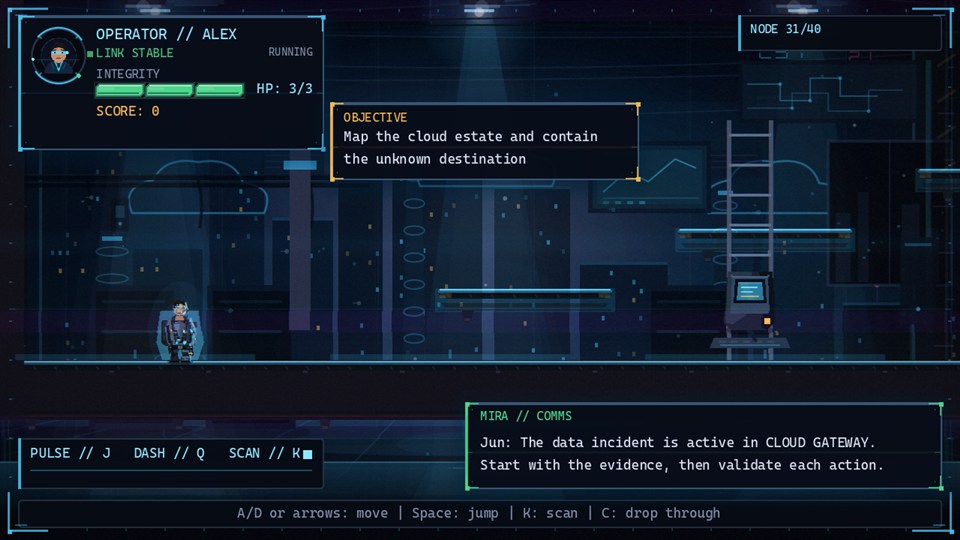 OPERATOR // ALEX
LINK STABLE
RUNNING
INTEGRITY
HP: 3/3
SCORE: 0
NODE 31/40
OBJECTIVE
Map the cloud estate and contain
the unknown destination
MIRA // COMMS
Jun: The data incident is active in CLOUD GATEWAY.
Start with the evidence, then validate each action.
PULSE // J DASH // Q SCAN // K
A/D or arrows: move | Space: jump | K: scan | C: drop through